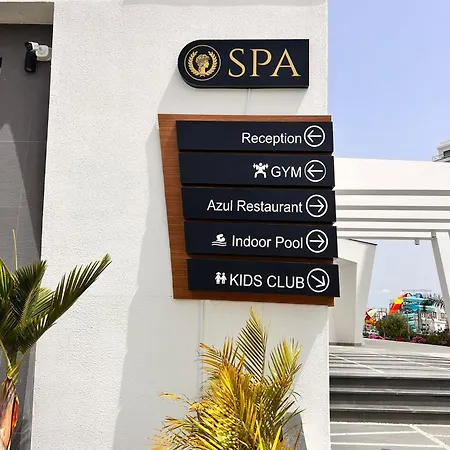 SPA
Reception
GYM
Azul Restaurant
Indoor Pool
KIDS CLUB